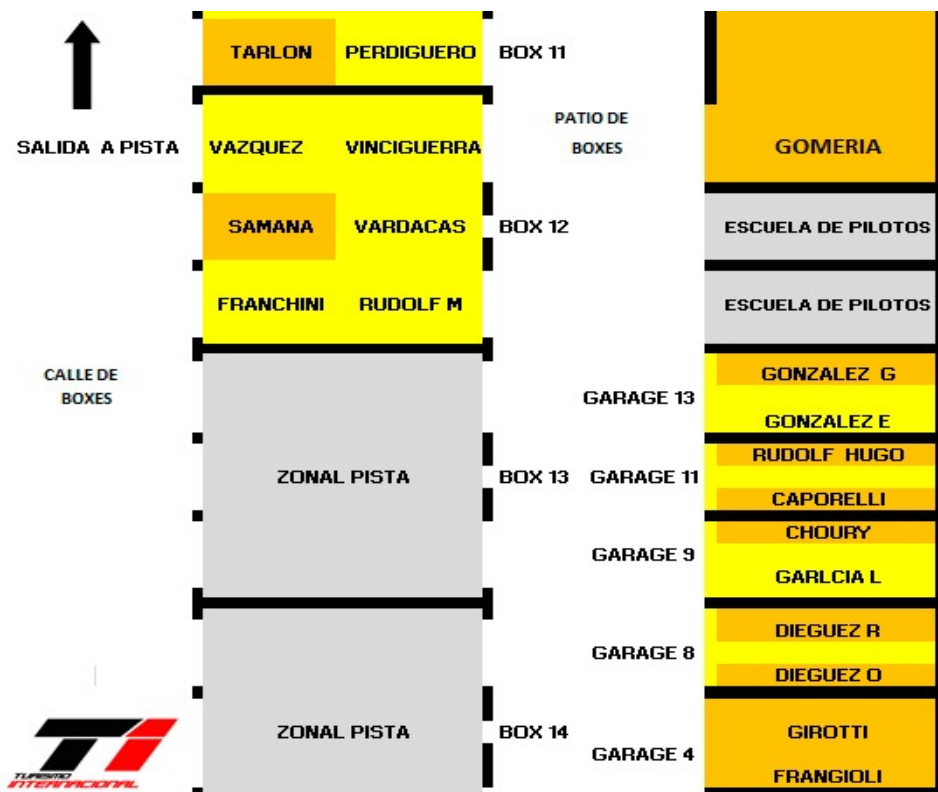 TARLON PERDIGUERO BOX 11
SALIDA A PISTA
VAZQUEZ VINCIGUERRA
PATIO DE
BOXES
GOMERIA
SAMANA VARDACAS BOX 12
ESCUELA DE PILOTOS
FRANCHINI RUDOLF M
ESCUELA DE PILOTOS
CALLE DE
BOXES
GARAGE 13
GONZALEZ G
GONZALEZ E
ZONAL PISTA BOX 13
GARAGE 11
RUDOLF HUGO
CAPORELLI
GARAGE 9
CHOURY
GARLCIA L
GARAGE 8
DIEGUEZ R
DIEGUEZ O
ZONAL PISTA BOX 14
GARAGE 4
GIROTTI
FRANGIOLI
TI
TURISMO
INTERNACIONAL